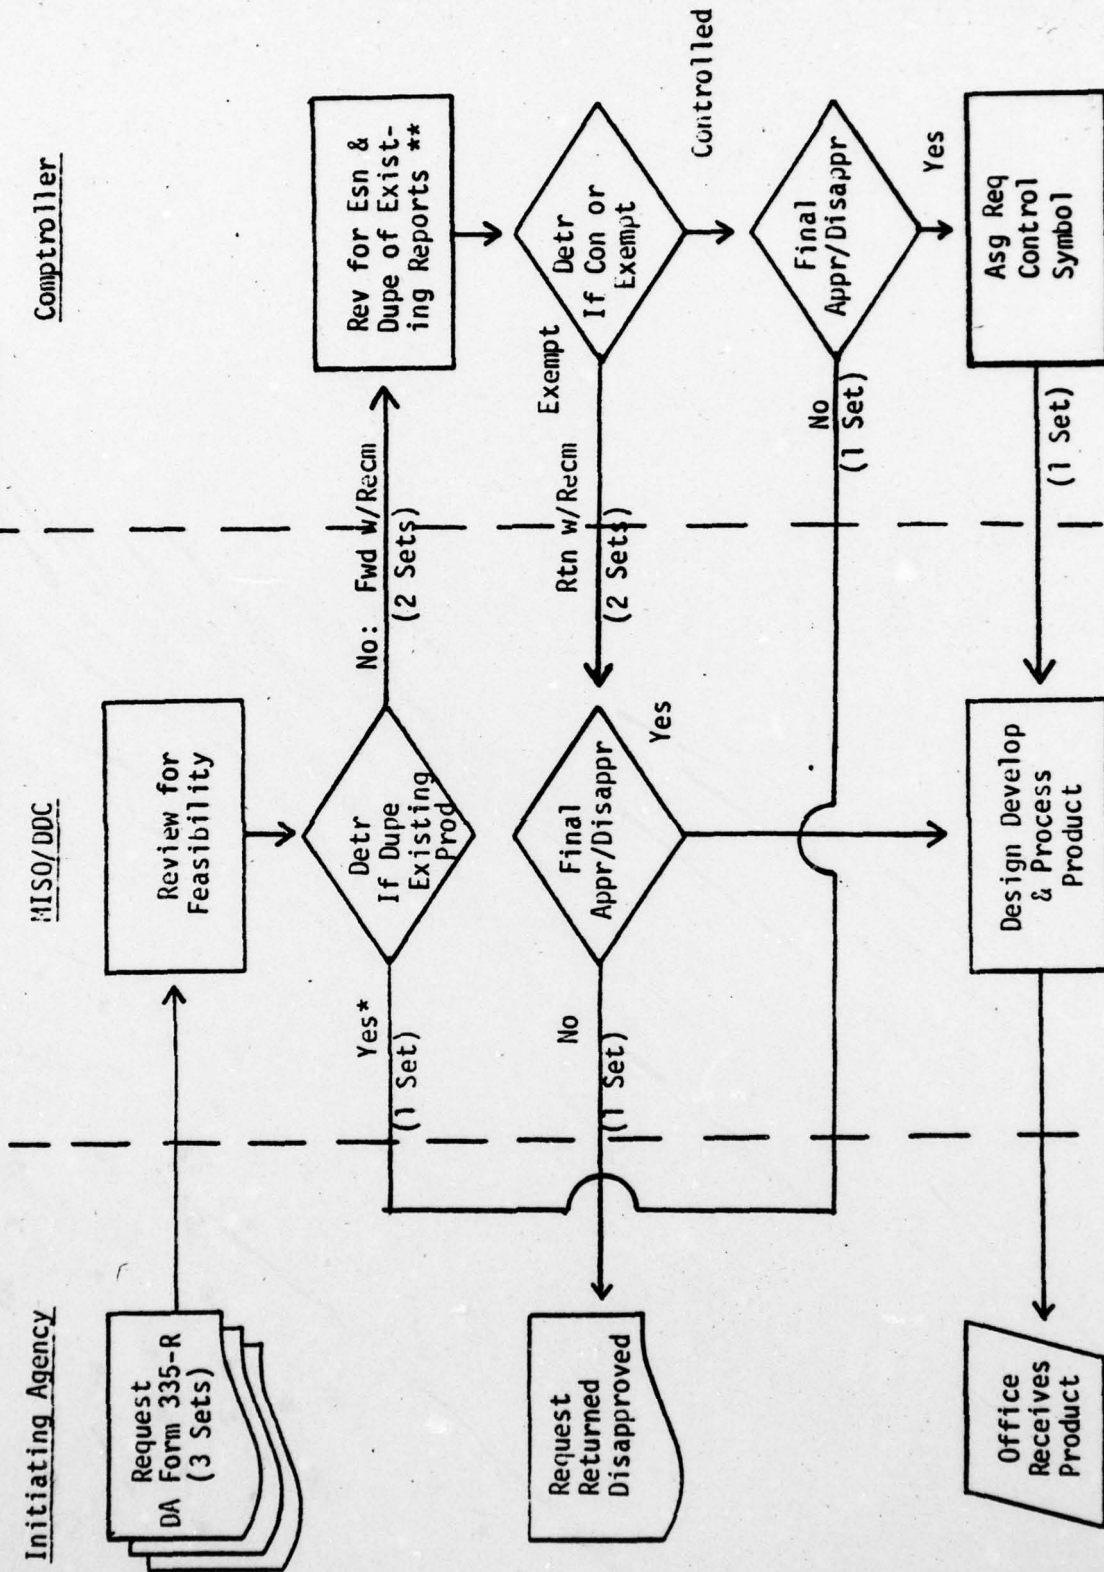 Initiating Agency
MISO/DDC
Comptroller
Request
DA Form 335-R
(3 Sets)
Review for
Feasibility
Detr
If Dupe
Existing
Prod
Yes*
(1 Set)
No: Fwd w/Recm
(2 Sets)
Rev for Esn &
Dupe of Exist-
ing Reports **
Detr
If Con or
Exempt
Exempt
Rtn w/Recm
(2 Sets)
Controlled
Final
Appr/Disappr
Yes
No
(1 Set)
Request
Returned
Disapproved
Final
Appr/Disappr
No
(1 Set)
Yes
Asg Req
Control
Symbol
(1 Set)
Design Develop
& Process
Product
Office
Receives
Product